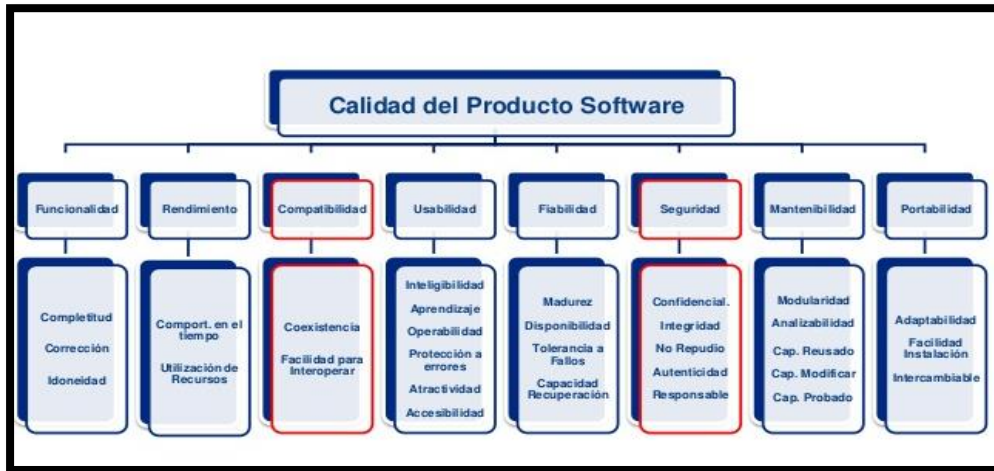 Calidad del Producto Software
Funcionalidad
Rendimiento
Compatibilidad
Usabilidad
Fiabilidad
Seguridad
Mantenibilidad
Portabilidad
Completitud
Corrección
Idoneidad
Comport. en el
tiempo
Utilización de
Recursos
Coexistencia
Facilidad para
Interoperar
Inteligibilidad
Aprendizaje
Operabilidad
Protección a
errores
Atractividad
Accesibilidad
Madurez
Disponibilidad
Tolerancia a
Fallos
Capacidad
Recuperación
Confidencial.
Integridad
No Repudio
Autenticidad
Responsable
Modularidad
Analizabilidad
Cap. Reusado
Cap. Modificar
Cap. Probado
Adaptabilidad
Facilidad
Instalación
Intercambiable